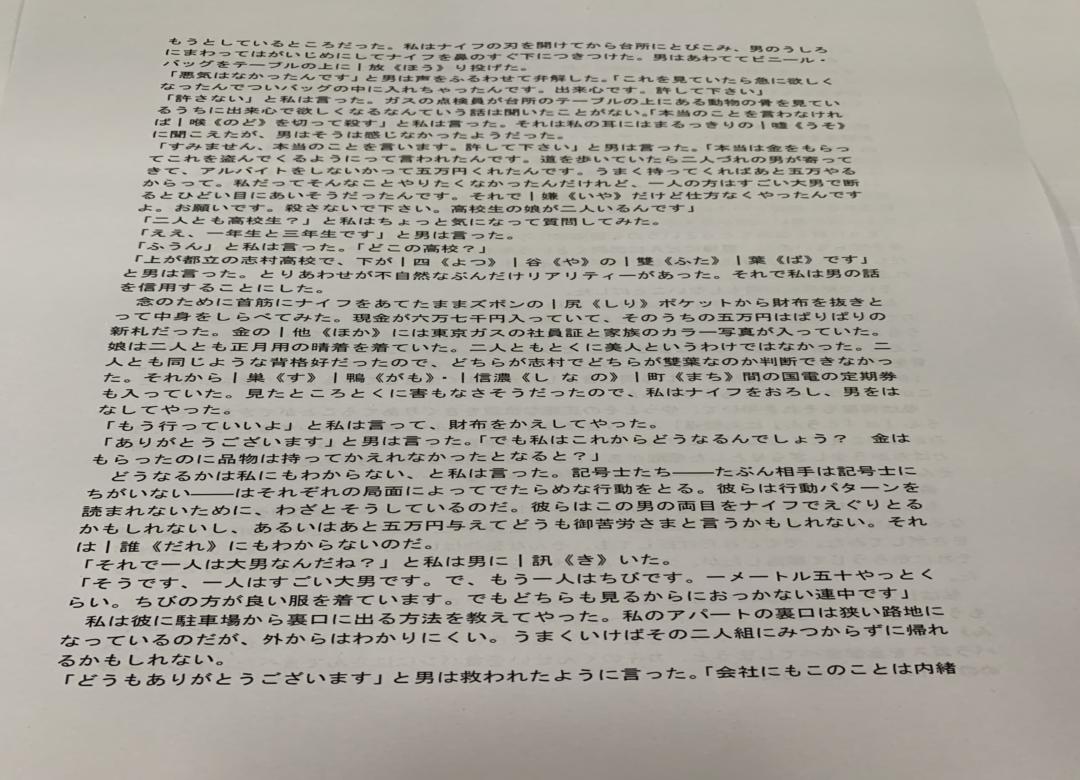 もうとしているところだった。私はナイフの刃を開けてから台所にとびこみ、男のうしろ
にまわってはがいじめにしてナイフを鼻のすぐ下につきつけた。男はあわててビニール・
バッグをテーブルの上に｜放《ほう》り投げた。
「悪気はなかったんです」と男は声をふるわせて弁解した。「これを見ていたら急に欲しく
なったんでついバッグの中に入れちゃったんです。出来心です。許して下さい」
「許さない」と私は言った。ガスの点検員が台所のテーブルの上にある動物の骨を見てい
るうちに出来心で欲しくなるなんていう話は聞いたことがない。「本当のことを言わなけれ
ば｜喉《のど》を切って殺す」と私は言った。それは私の耳にはまるっきりの｜嘘《うそ》
に聞こえたが、男はそうは感じなかったようだった。
「すみません、本当のことを言います。許して下さい」と男は言った。「本当は金をもらっ
てこれを盗んでくるようにって言われたんです。道を歩いていたら二人づれの男が寄って
きて、アルバイトをしないかって五万円くれたんです。うまく持ってくればあと五万やる
からって。私だってそんなことやりたくなかったんだけれど、一人の方はすごい大男で断
るとひどい目にあいそうだったんです。それで｜嫌《いや》だけど仕方なくやったんです
よ。お願いです。殺さないで下さい。高校生の娘が二人いるんです」
「二人とも高校生？」と私はちょっと気になって質問してみた。
「ええ、一年生と三年生です」と男は言った。
「ふうん」と私は言った。「どこの高校？」
「上が都立の志村高校で、下が｜四《よつ》｜谷《や》の｜雙《ふた》｜葉《ば》です」
と男は言った。とりあわせが不自然なぶんだけリアリティーがあった。それで私は男の話
を信用することにした。
　念のために首筋にナイフをあてたままズボンの｜尻《しり》ポケットから財布を抜きと
って中身をしらべてみた。現金が六万七千円入っていて、そのうちの五万円はぱりぱりの
新札だった。金の｜他《ほか》には東京ガスの社員証と家族のカラー写真が入っていた。
娘は二人とも正月用の晴着を着ていた。二人ともとくに美人というわけではなかった。二
人とも同じような背格好だったので、どちらが志村でどちらが雙葉なのか判断できなかっ
た。それから｜巣《す》｜鴨《がも》・｜信濃《しなの》｜町《まち》間の国電の定期券
も入っていた。見たところとくに害もなさそうだったので、私はナイフをおろし、男をは
なしてやった。
「もう行っていいよ」と私は言って、財布をかえしてやった。
「ありがとうございます」と男は言った。「でも私はこれからどうなるんでしょう？　金は
もらったのに品物は持ってかえれなかったとなると？」
　どうなるかは私にもわからない、と私は言った。記号士たち――たぶん相手は記号士に
ちがいない――はそれぞれの局面によってでたらめな行動をとる。彼らは行動パターンを
読まれないために、わざとそうしているのだ。彼らはこの男の両目をナイフでえぐりとる
かもしれないし、あるいはあと五万円与えてどうも御苦労さまと言うかもしれない。それ
は｜誰《だれ》にもわからないのだ。
「それで一人は大男なんだね？」と私は男に｜訊《き》いた。
「そうです、一人はすごい大男です。で、もう一人はちびです。一メートル五十やっとく
らい。ちびの方が良い服を着ています。でもどちらも見るからにおっかない連中です」
　私は彼に駐車場から裏口に出る方法を教えてやった。私のアパートの裏口は狭い路地に
なっているのだが、外からはわかりにくい。うまくいけばその二人組にみつからずに帰れ
るかもしれない。
「どうもありがとうございます」と男は救われたように言った。「会社にもこのことは内緒